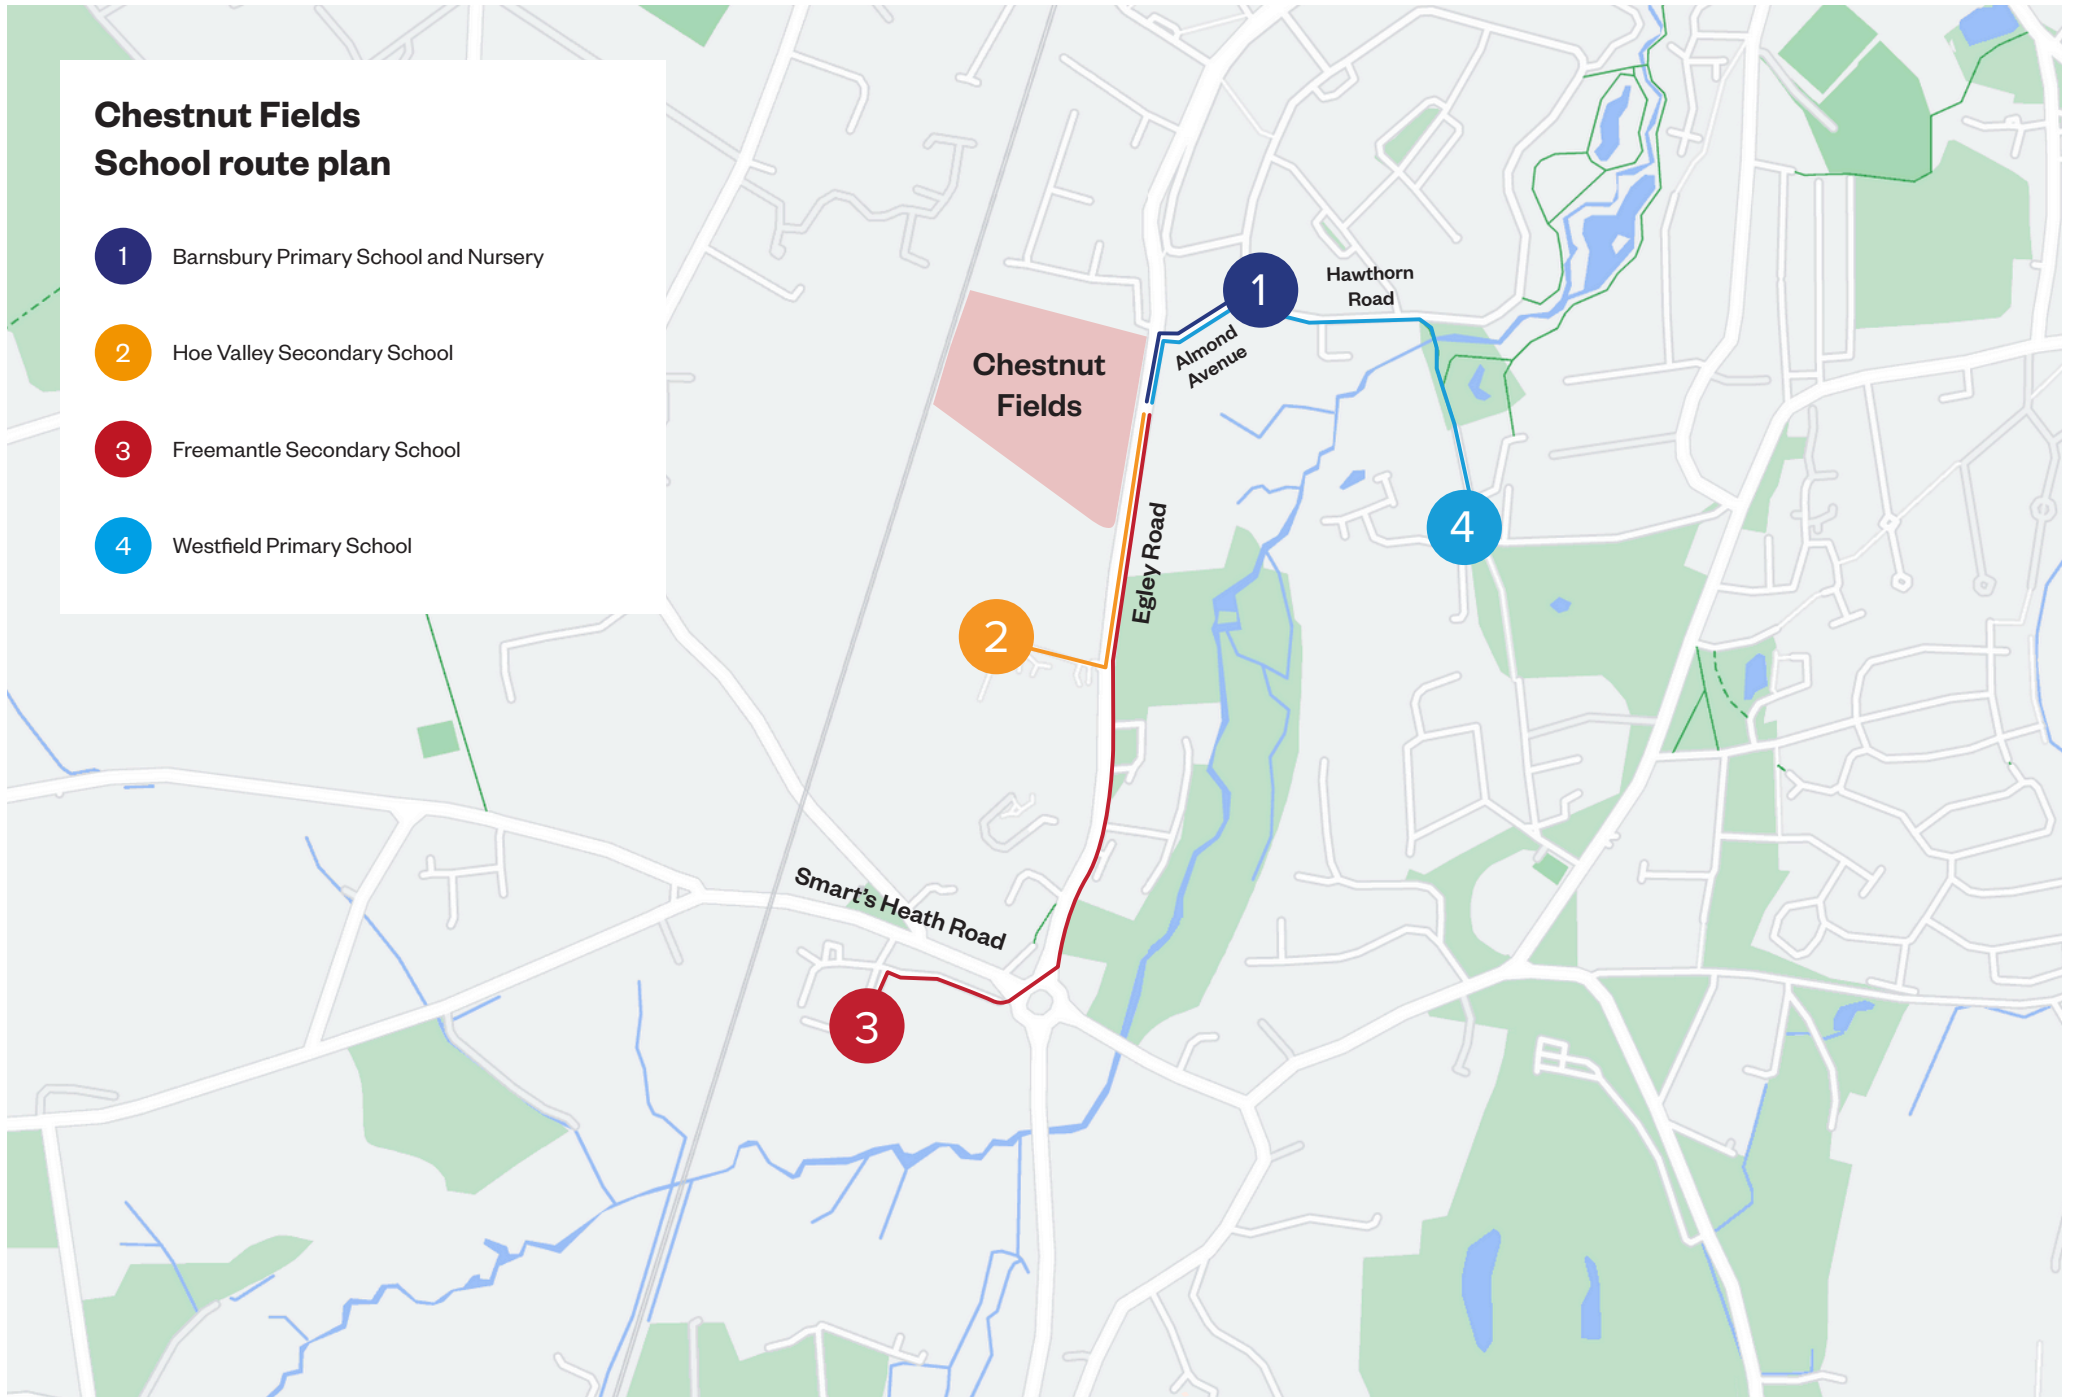 Chestnut Fields
School route plan
1 Barnsbury Primary School and Nursery
2 Hoe Valley Secondary School
3 Freemantle Secondary School
4 Westfield Primary School
1
Hawthorn
Road
Almond
Avenue
Chestnut
Fields
4
Egley Road
2
Smart's Heath Road
3